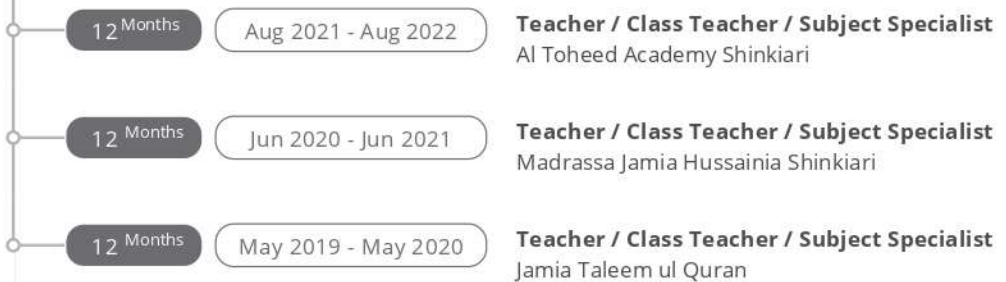 12 Months Aug 2021 - Aug 2022 Teacher / Class Teacher / Subject Specialist
Al Toheed Academy Shinkiari
12 Months Jun 2020 - Jun 2021 Teacher / Class Teacher / Subject Specialist
Madrassa Jamia Hussainia Shinkiari
12 Months May 2019 - May 2020 Teacher / Class Teacher / Subject Specialist
Jamia Taleem ul Quran